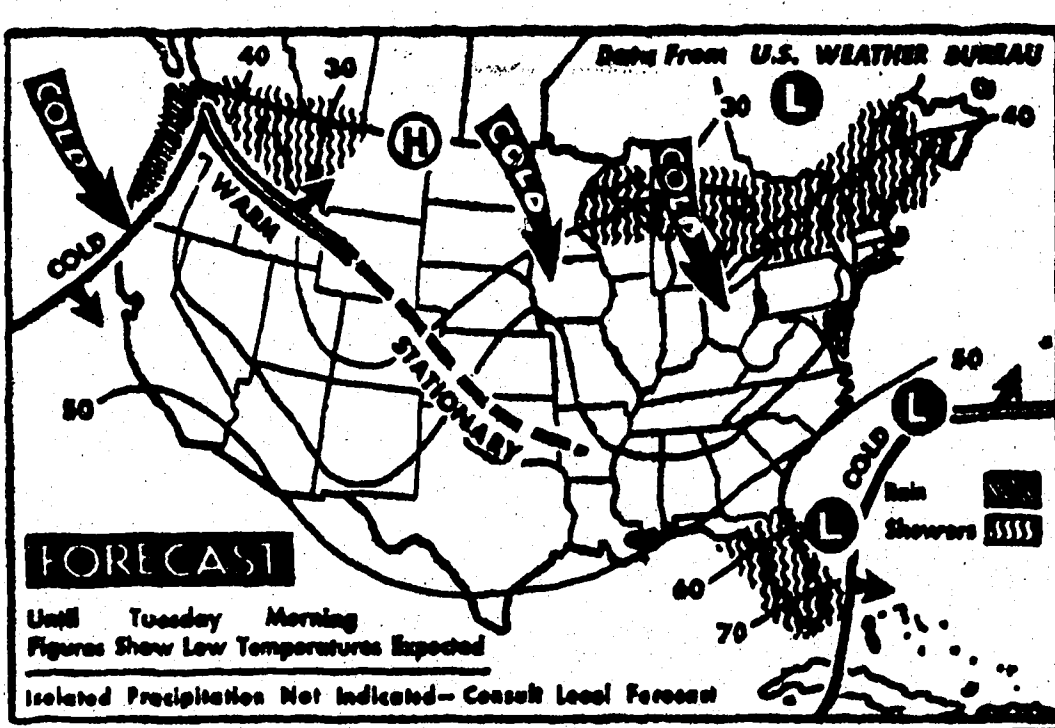 Data From U.S. WEATHER BUREAU
40
30
COLD
H
COLD
COLD
30
L
40
WARM
COLD
STATIONARY
50
50
L
COLD
L
Rain
Showers
60
70
FORECAST
Until Tuesday Morning
Figures Show Low Temperatures Expected
Isolated Precipitation Not Indicated— Consult Local Forecast